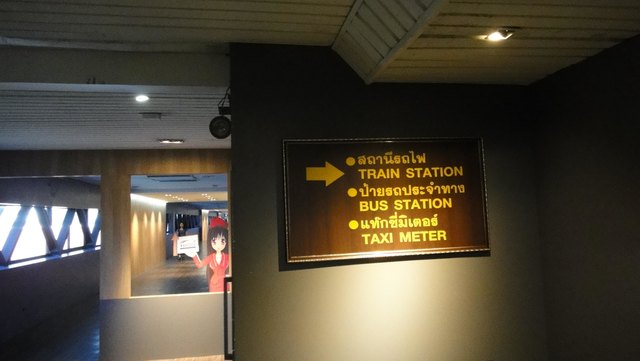 สถานีรถไฟ
TRAIN STATION
ป้ายรถประจำทาง
BUS STATION
แท๊กซี่มิเตอร์
TAXI METER